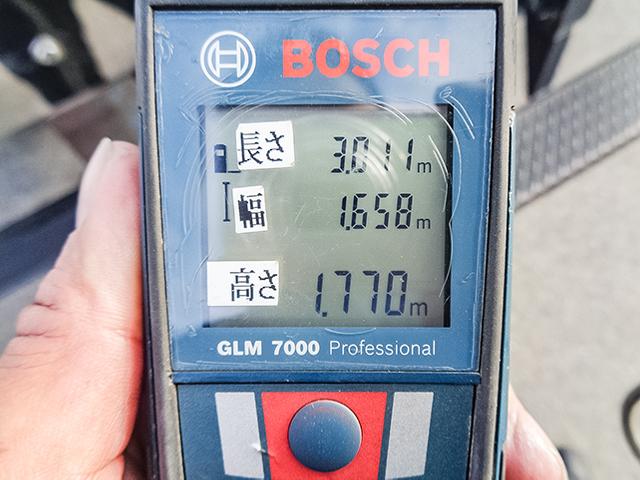 BOSCH
長さ 3.011m
幅 1.658m
高さ 1.770m
GLM 7000 Professional